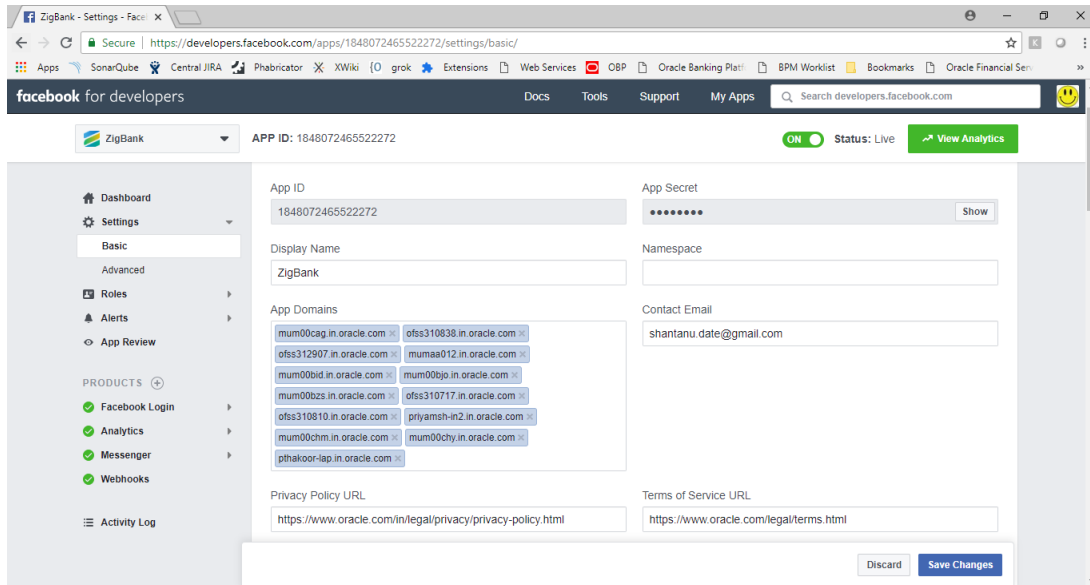 ZigBank - Settings - Face
Secure | https://developers.facebook.com/apps/1848072465522272/settings/basic/
Apps SonarQube Central JIRA Phabricator XWiki {O grok Extensions Web Services OBP Oracle Banking Platf BPM Worklist Bookmarks Oracle Financial Serv »
facebook for developers Docs Tools Support My Apps Search developers.facebook.com
ZigBank APP ID: 1848072465522272 ON Status: Live View Analytics
Dashboard
Settings
Basic
Advanced
Roles
Alerts
App Review
PRODUCTS
Facebook Login
Analytics
Messenger
Webhooks
Activity Log
App ID
1848072465522272
App Secret
•••••••• Show
Display Name
ZigBank
Namespace
App Domains
mum00cag.in.oracle.com × ofss310838.in.oracle.com ×
ofss312907.in.oracle.com × mumaa012.in.oracle.com ×
mum00bid.in.oracle.com × mum00bjo.in.oracle.com ×
mum00bzs.in.oracle.com × ofss310717.in.oracle.com ×
ofss310810.in.oracle.com × priyamsh-in2.in.oracle.com ×
mum00chm.in.oracle.com × mum00chy.in.oracle.com ×
pthakoor-lap.in.oracle.com ×
Contact Email
shantanu.date@gmail.com
Privacy Policy URL
https://www.oracle.com/in/legal/privacy/privacy-policy.html
Terms of Service URL
https://www.oracle.com/legal/terms.html
Discard Save Changes